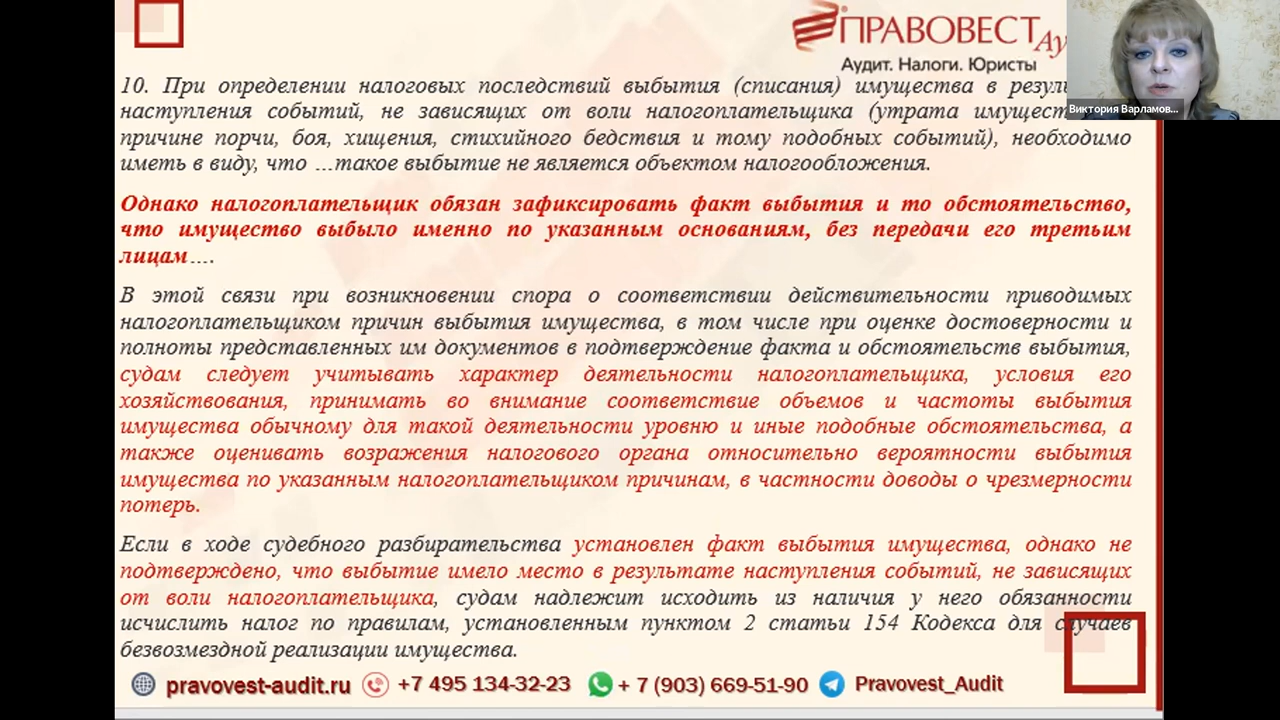 ПРАВОВЕСТ Ау
Аудит. Налоги. Юристы
Виктория Варламов...
10. При определении налоговых последствий выбытия (списания) имущества в резуль
наступления событий, не зависящих от воли налогоплательщика (утрата имуществ
причине порчи, боя, хищения, стихийного бедствия и тому подобных событий), необходимо
иметь в виду, что ...такое выбытие не является объектом налогообложения.
Однако налогоплательщик обязан зафиксировать факт выбытия и то обстоятельство,
что имущество выбыло именно по указанным основаниям, без передачи его третьим
лицам....
В этой связи при возникновении спора о соответствии действительности приводимых
налогоплательщиком причин выбытия имущества, в том числе при оценке достоверности и
полноты представленных им документов в подтверждение факта и обстоятельств выбытия,
судам следует учитывать характер деятельности налогоплательщика, условия его
хозяйствования, принимать во внимание соответствие объемов и частоты выбытия
имущества обычному для такой деятельности уровню и иные подобные обстоятельства, а
также оценивать возражения налогового органа относительно вероятности выбытия
имущества по указанным налогоплательщиком причинам, в частности доводы о чрезмерности
потерь.
Если в ходе судебного разбирательства установлен факт выбытия имущества, однако не
подтверждено, что выбытие имело место в результате наступления событий, не зависящих
от воли налогоплательщика, судам надлежит исходить из наличия у него обязанности
исчислить налог по правилам, установленным пунктом 2 статьи 154 Кодекса для случаев
безвозмездной реализации имущества.
pravovest-audit.ru +7 495 134-32-23 + 7 (903) 669-51-90 Pravovest_Audit